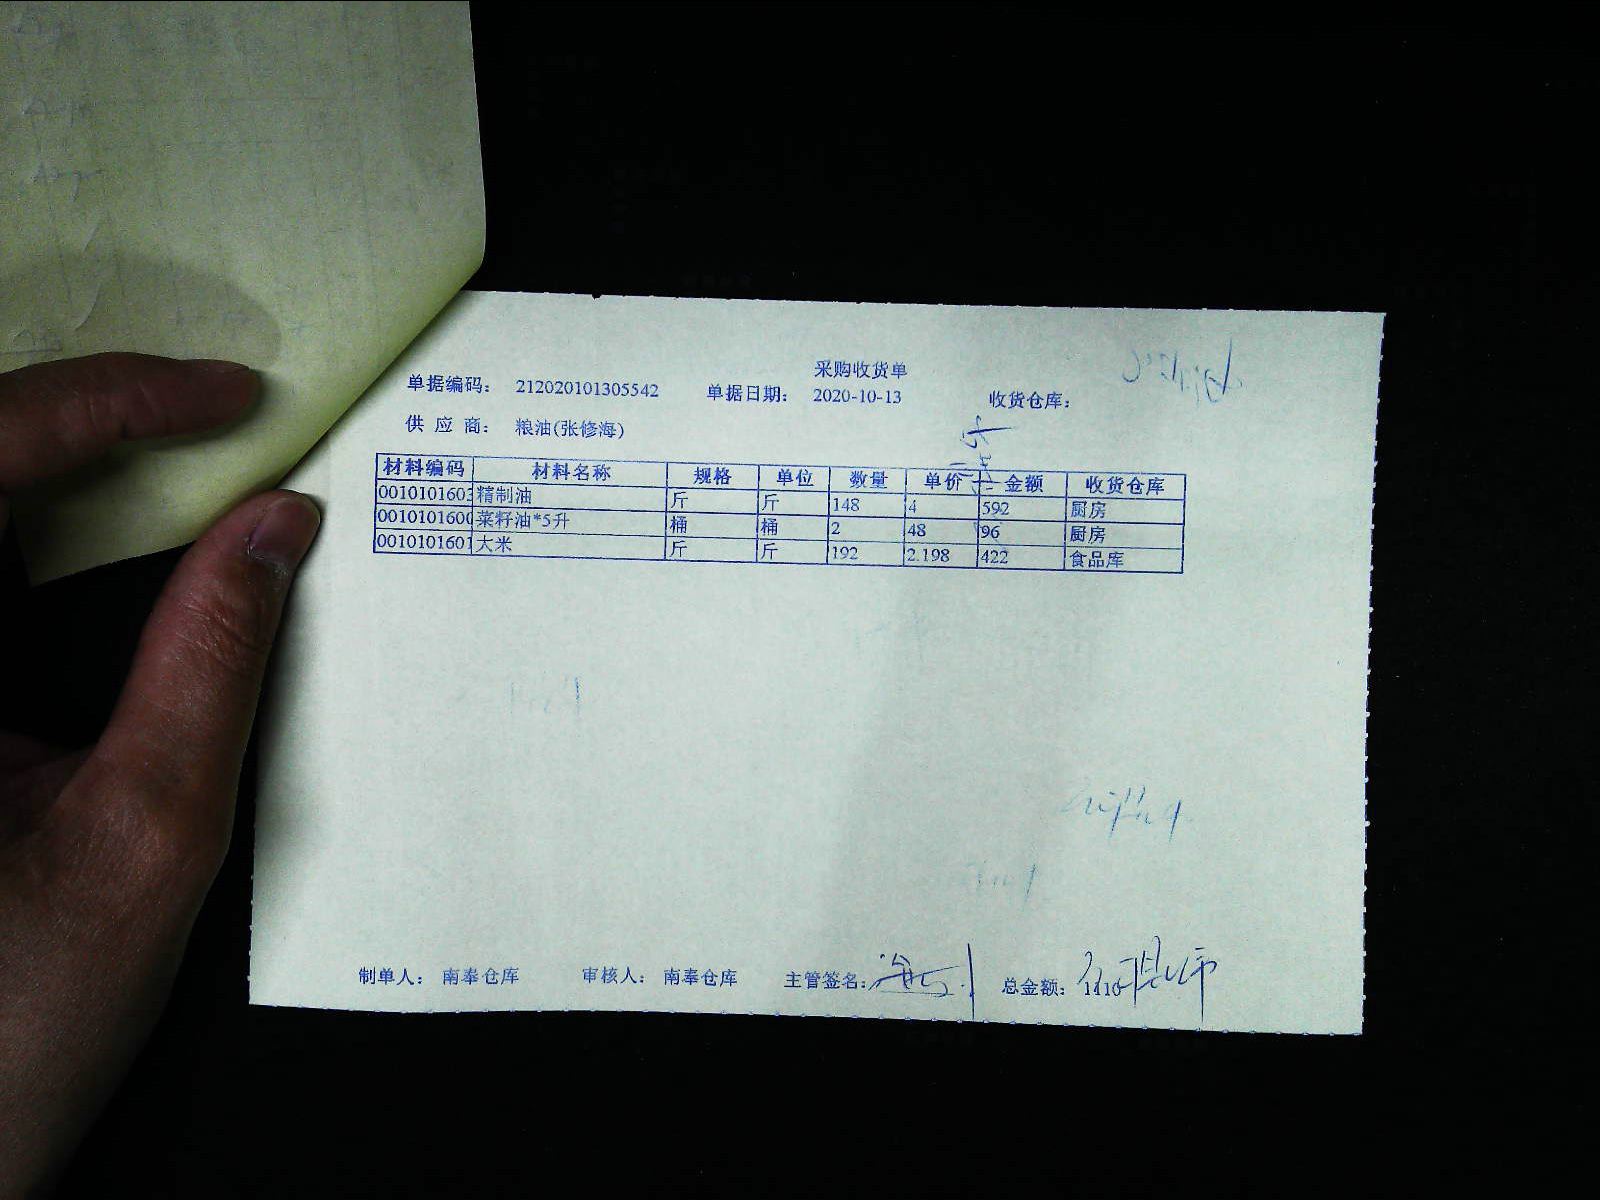 采购收货单
单据编码： 212020101305542 单据日期： 2020-10-13 收货仓库：
供 应 商： 粮油(张修海)
材料编码 材料名称 规格 单位 数量 单价 金额 收货仓库
0010101603 精制油 斤 斤 148 4 592 厨房
0010101600 菜籽油*5升 桶 桶 2 48 96 厨房
0010101601 大米 斤 斤 192 2.198 422 食品库
制单人： 南奉仓库 审核人： 南奉仓库 主管签名： 总金额： 1110